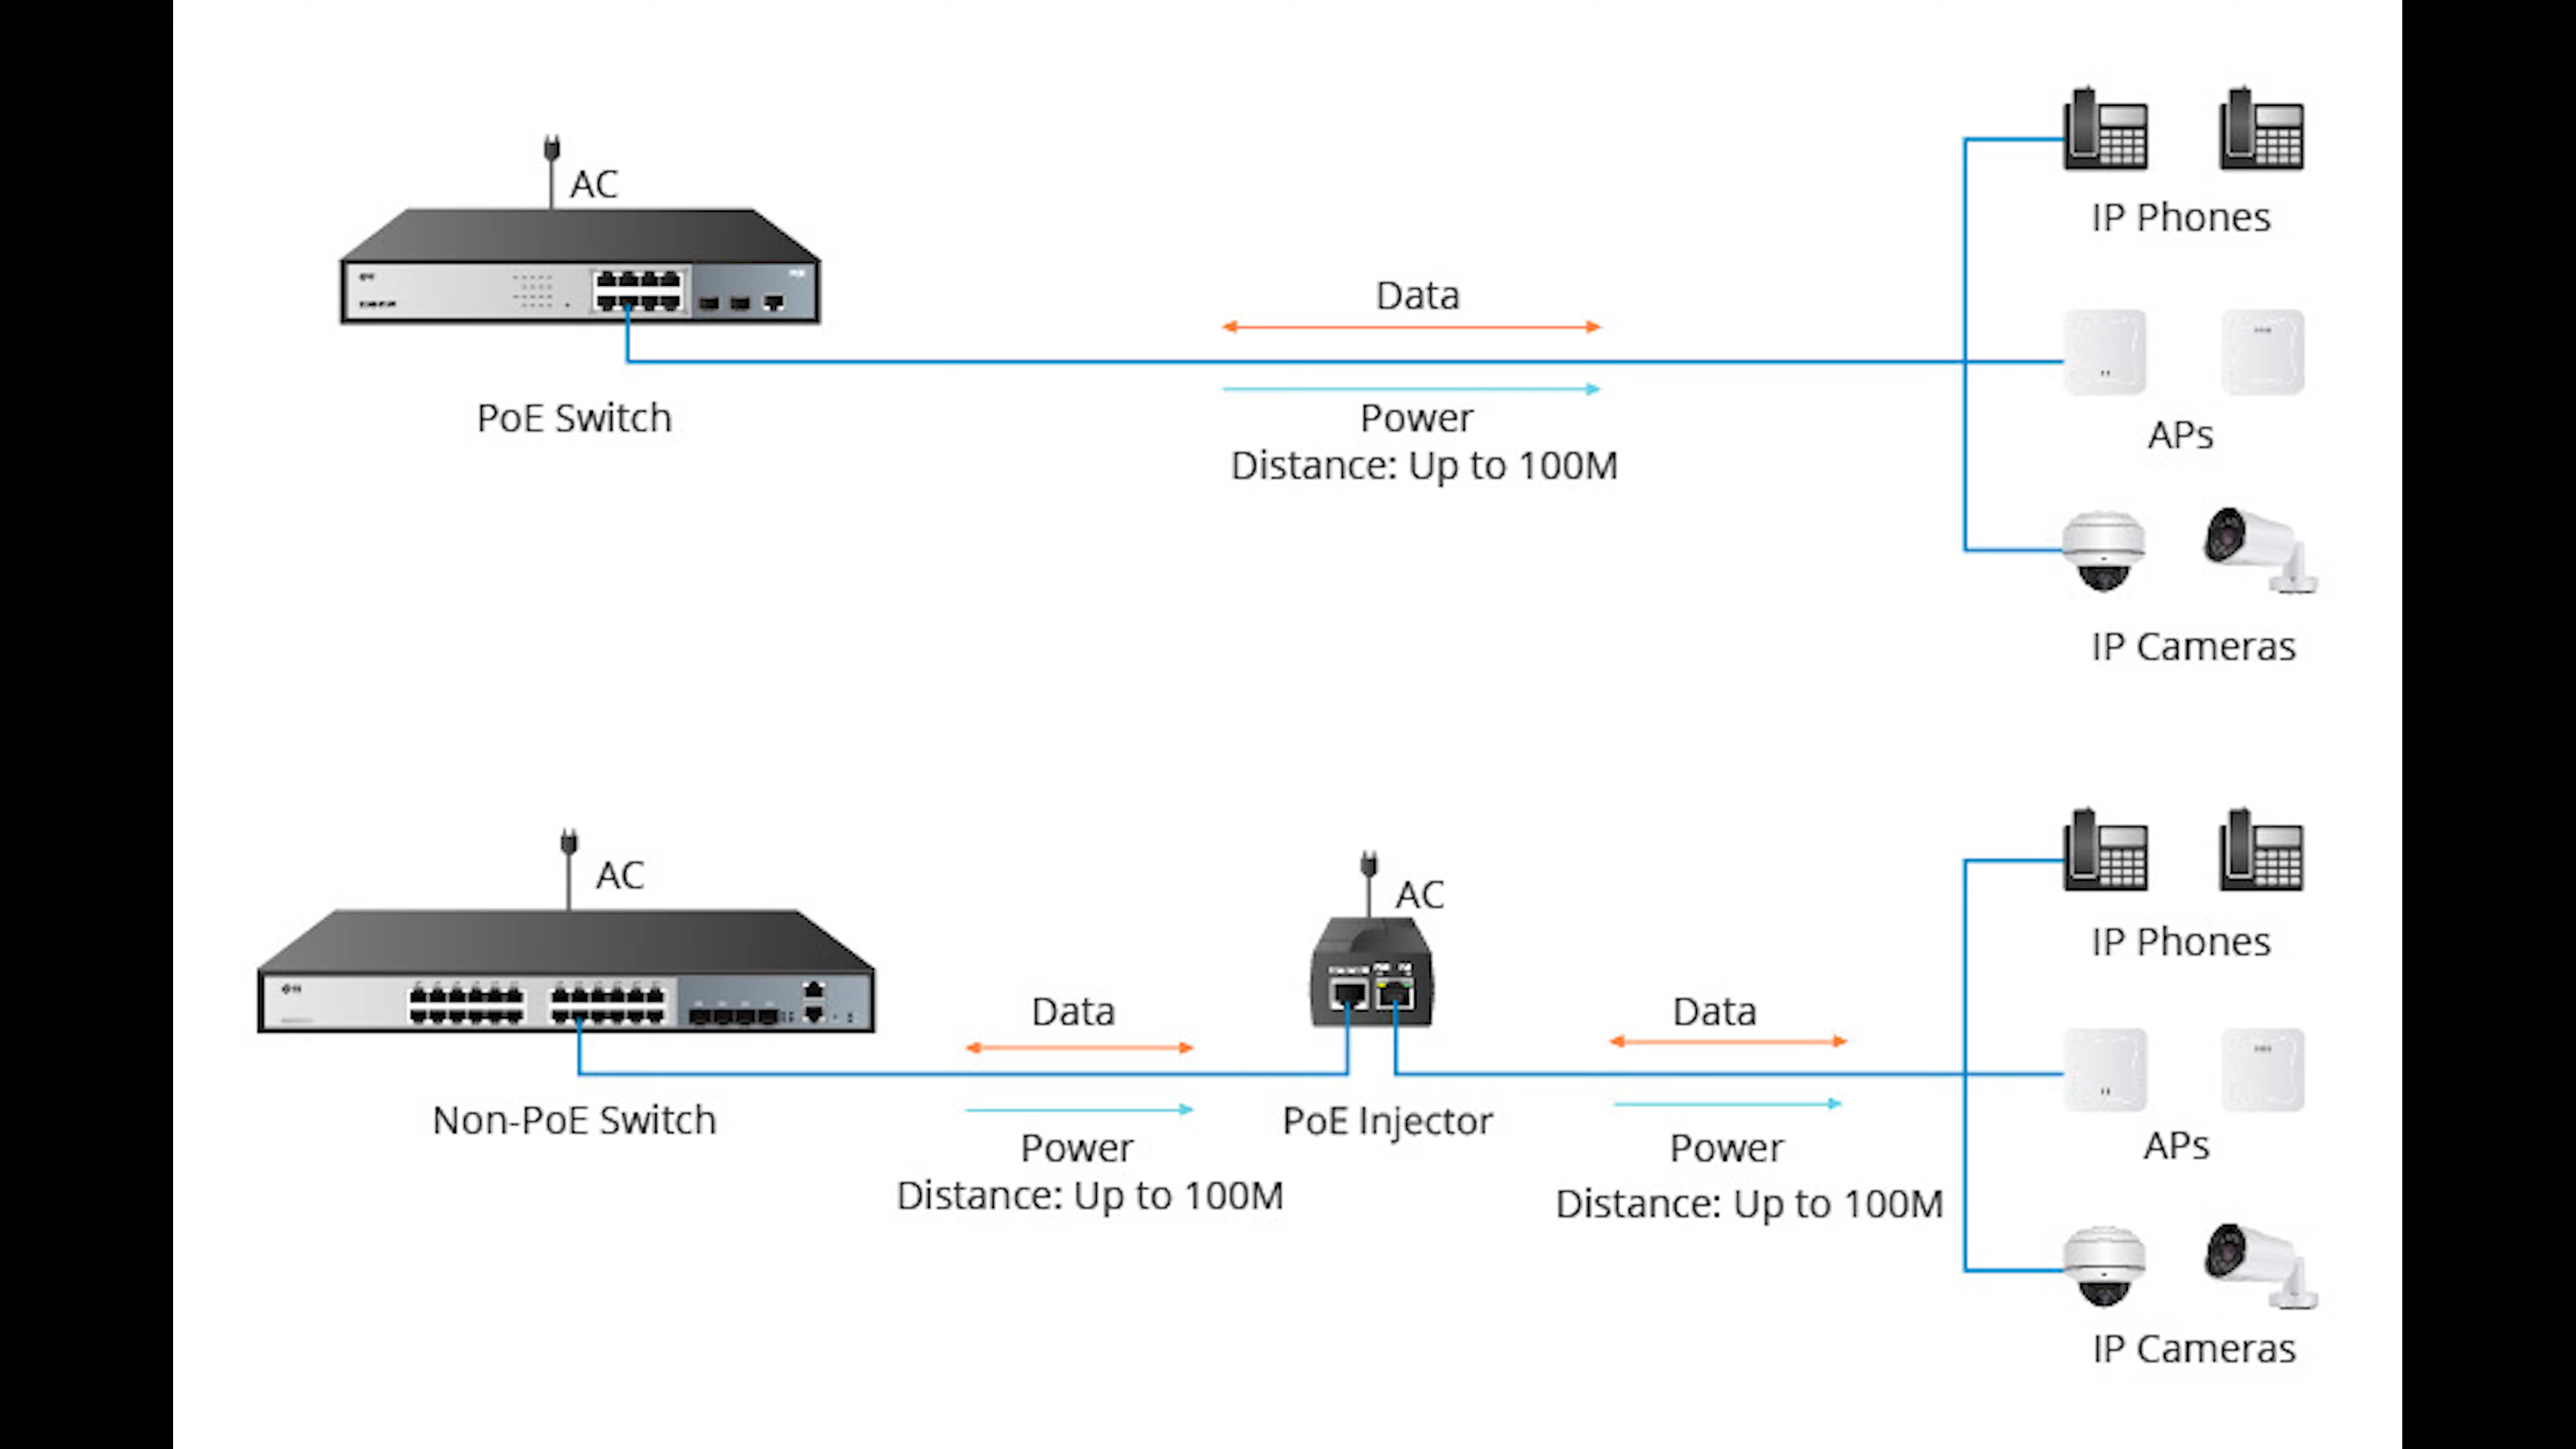 AC
PoE Switch
Data
Power
Distance: Up to 100M
IP Phones
APs
IP Cameras
AC
Non-PoE Switch
Data
Power
Distance: Up to 100M
AC
PoE Injector
Data
Power
Distance: Up to 100M
IP Phones
APs
IP Cameras